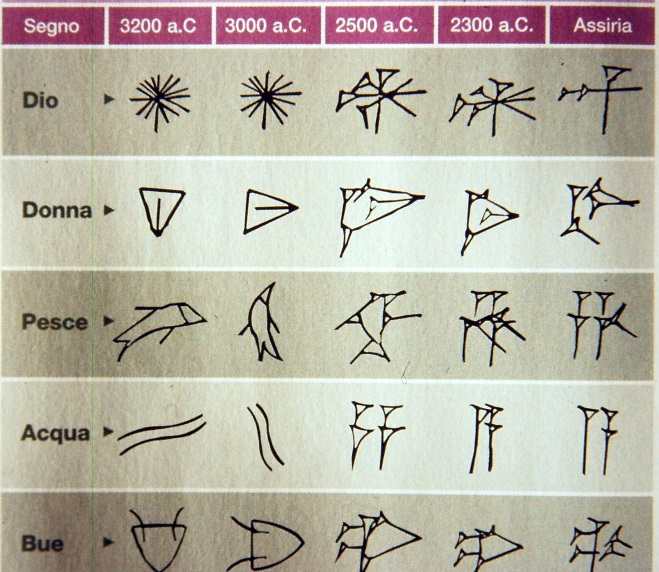 Segno 3200 a.C 3000 a.C. 2500 a.C. 2300 a.C. Assiria
Dio
Donna
Pesce
Acqua
Bue